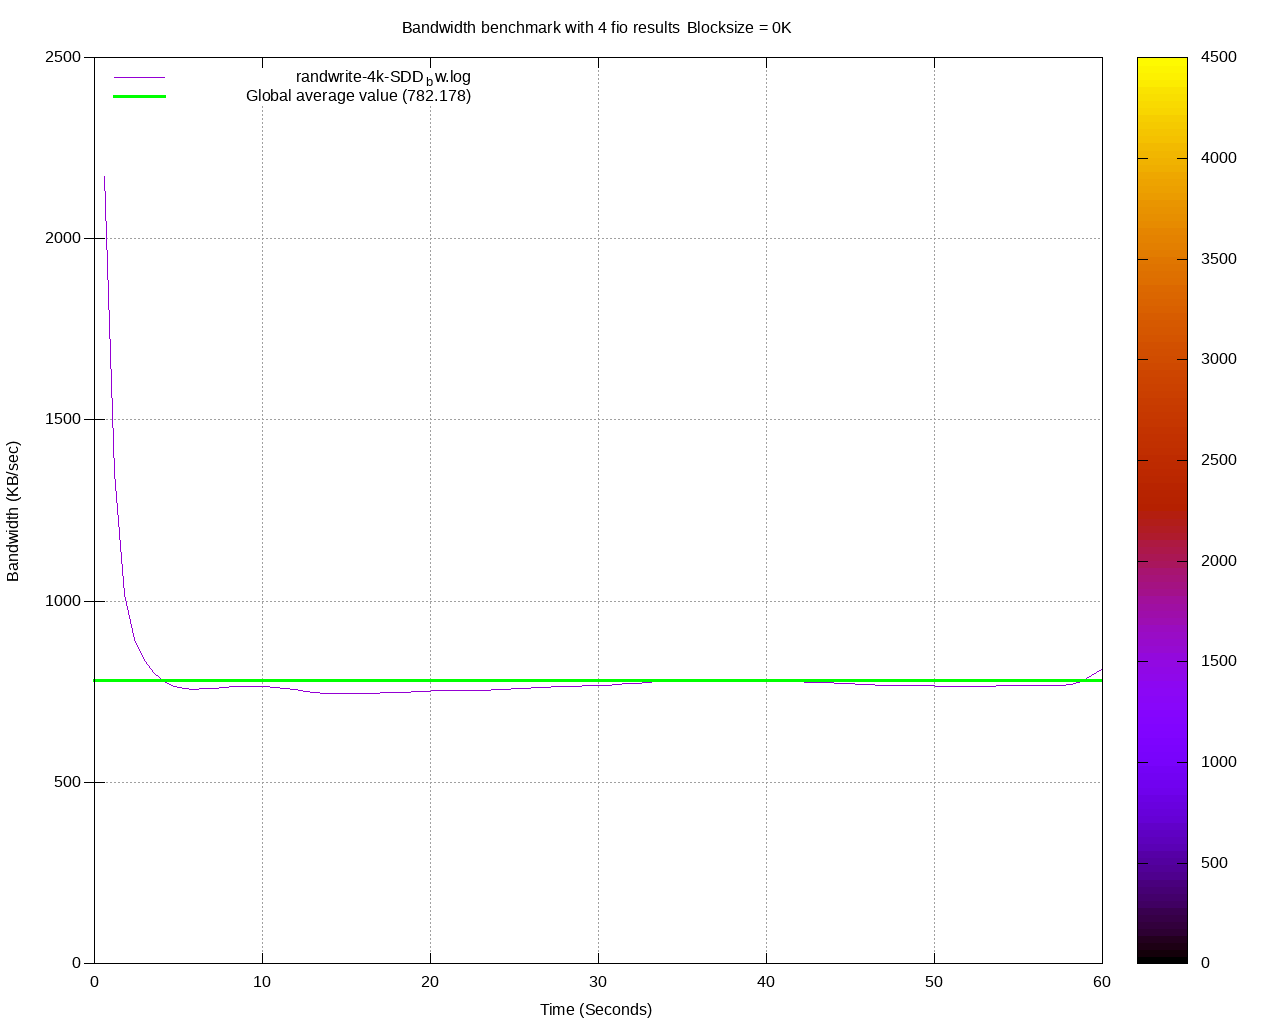 Bandwidth benchmark with 4 fio results Blocksize = 0K
randwrite-4k-SDD_bw.log
Global average value (782.178)
2500
2000
1500
1000
500
0
Bandwidth (KB/sec)
0 10 20 30 40 50 60
Time (Seconds)
4500
4000
3500
3000
2500
2000
1500
1000
500
0